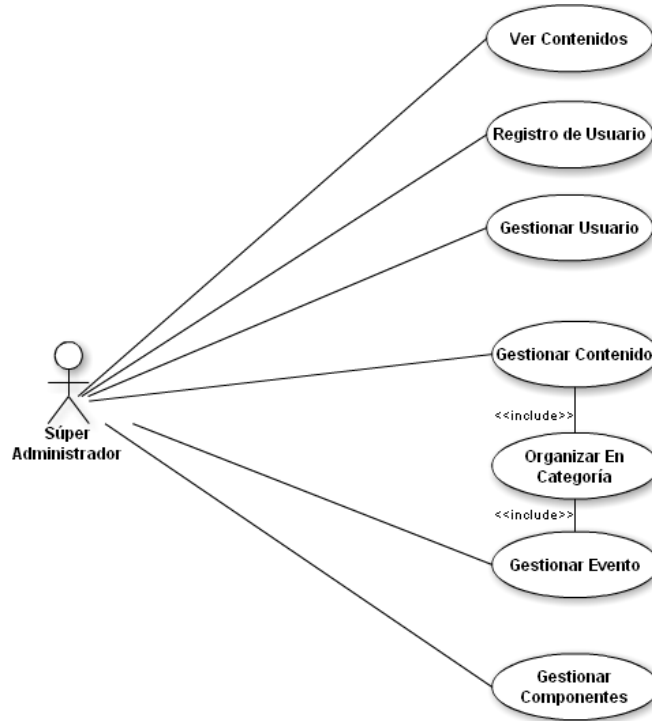 Ver Contenidos
Registro de Usuario
Gestionar Usuario
Gestionar Contenido
<<include>>
Súper
Administrador
Organizar En
Categoría
<<include>>
Gestionar Evento
Gestionar
Componentes